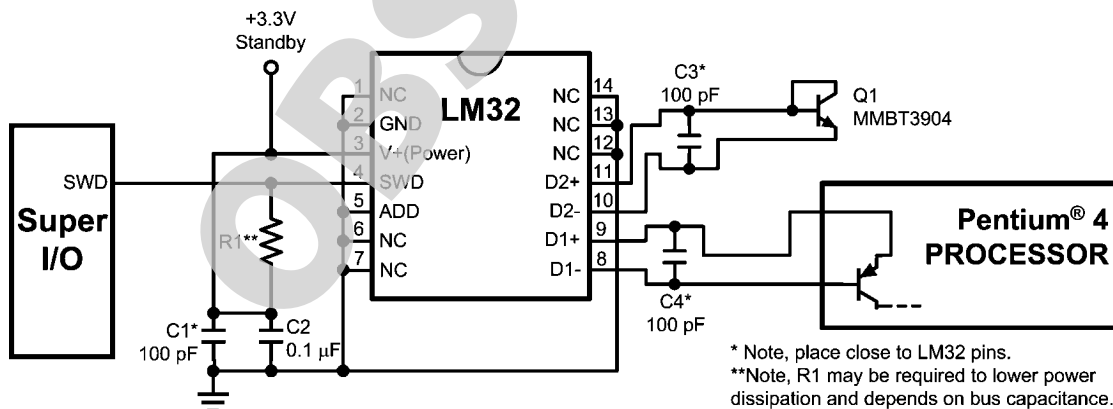 +3.3V
Standby
OBS
Super
I/O
SWD
R1**
C1*
100 pF
C2
0.1 μF
LM32
1 NC
2 GND
3 V+(Power)
4 SWD
5 ADD
6 NC
7 NC
NC 14
NC 13
NC 12
D2+ 11
D2- 10
D1+ 9
D1- 8
C3*
100 pF
Q1
MMBT3904
C4*
100 pF
Pentium® 4
PROCESSOR
* Note, place close to LM32 pins.
**Note, R1 may be required to lower power
dissipation and depends on bus capacitance.